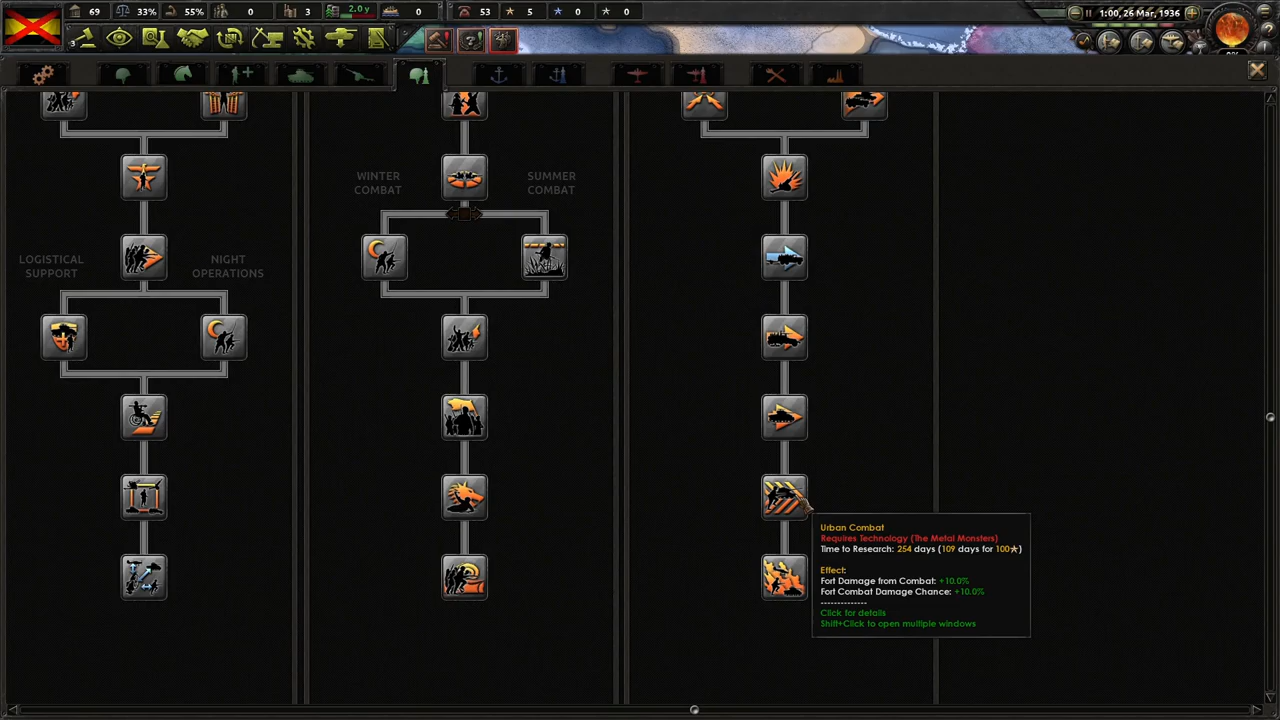 69 33% 55% 0 3 2.0 y 0 53 5 0 0 1:00, 26 Mar, 1936
3
WINTER
COMBAT
SUMMER
COMBAT
LOGISTICAL
SUPPORT
NIGHT
OPERATIONS
Urban Combat
Requires Technology (The Metal Monsters)
Time to Research: 254 days (109 days for 100★)
Effect:
Fort Damage from Combat: +10.0%
Fort Combat Damage Chance: +10.0%
--------------
Click for details
Shift+Click to open multiple windows